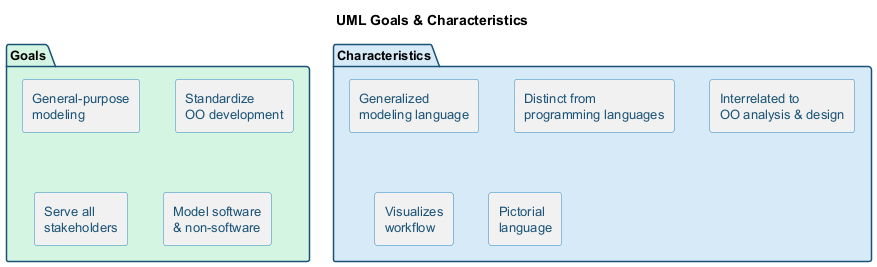 UML Goals & Characteristics
Goals
General-purpose
modeling
Standardize
OO development
Serve all
stakeholders
Model software
& non-software
Characteristics
Generalized
modeling language
Distinct from
programming languages
Interrelated to
OO analysis & design
Visualizes
workflow
Pictorial
language